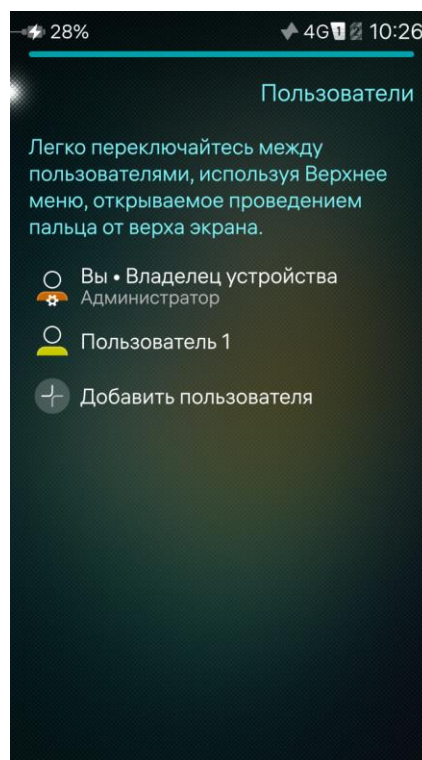 28% 4G 1 10:26
Пользователи
Легко переключайтесь между
пользователями, используя Верхнее
меню, открываемое проведением
пальца от верха экрана.
Вы • Владелец устройства
Администратор
Пользователь 1
Добавить пользователя